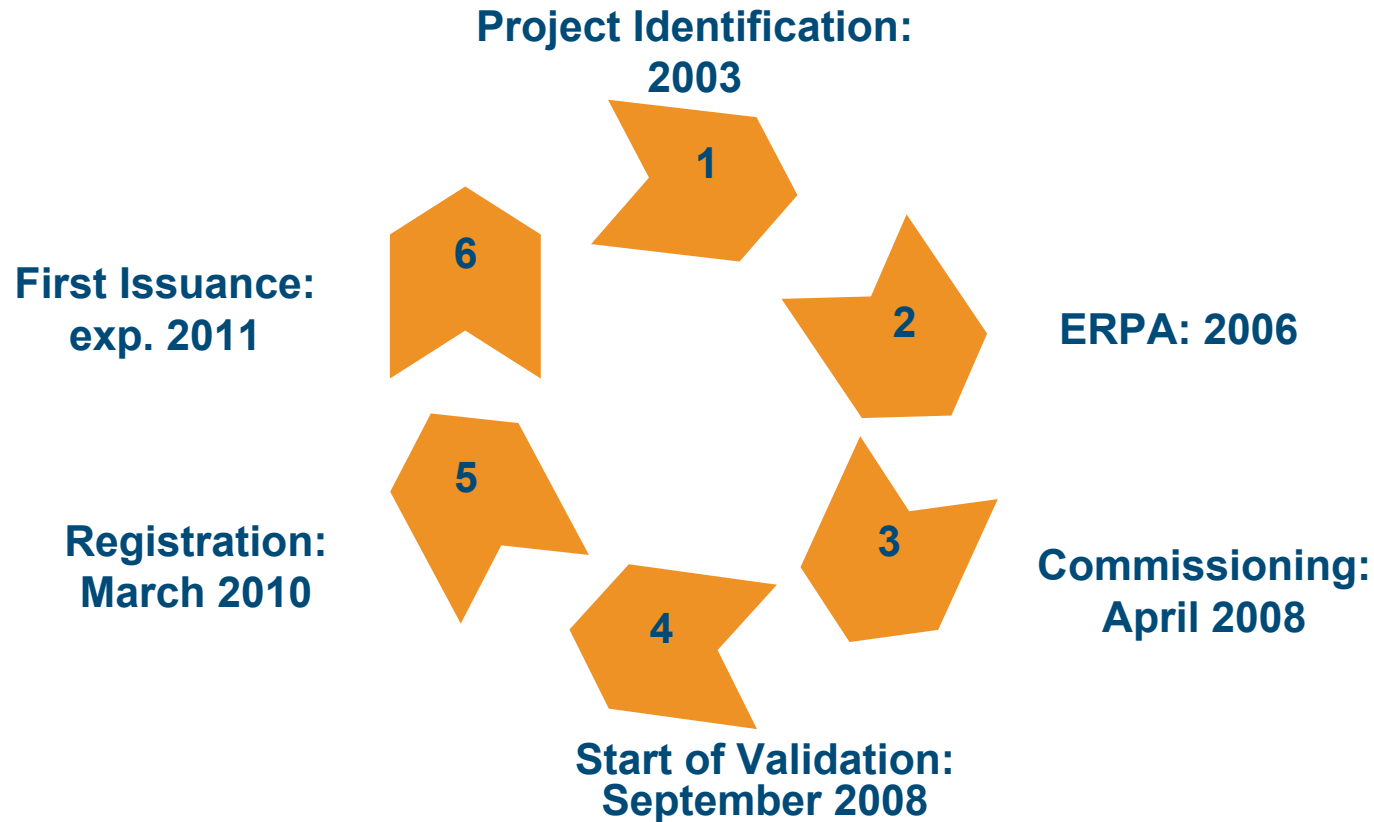 Project Identification:
2003
1
2
ERPA: 2006
3
Commissioning:
April 2008
4
Start of Validation:
September 2008
5
Registration:
March 2010
6
First Issuance:
exp. 2011